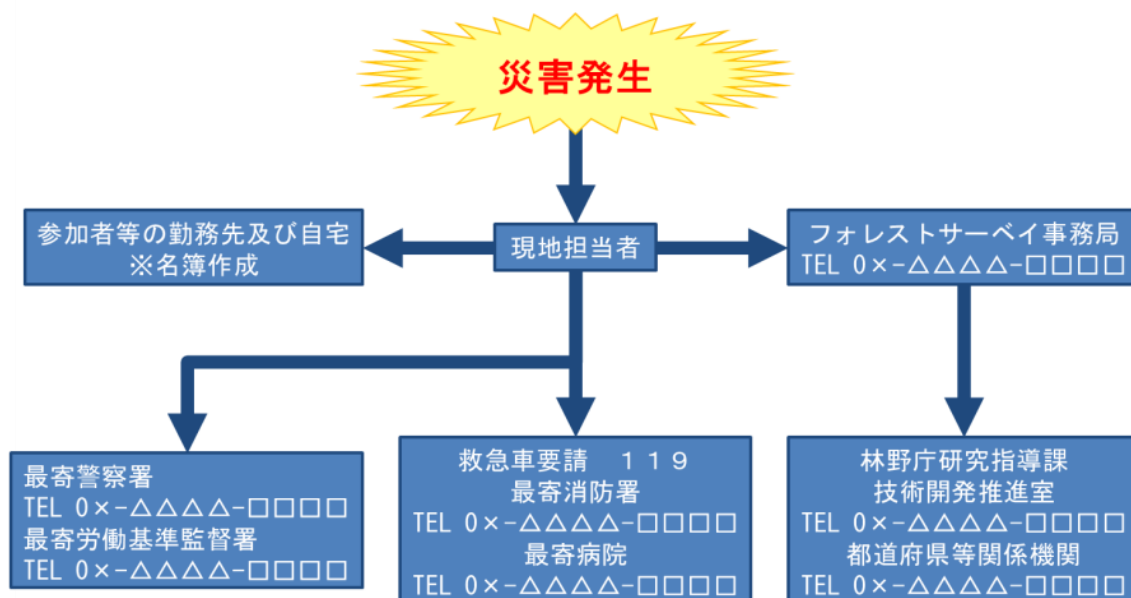 災害発生
参加者等の勤務先及び自宅
※名簿作成
現地担当者
フォレストサーベイ事務局
TEL 0×-△△△△-□□□□
最寄警察署
TEL 0×-△△△△-□□□□
最寄労働基準監督署
TEL 0×-△△△△-□□□□
救急車要請　１１９
最寄消防署
TEL 0×-△△△△-□□□□
最寄病院
TEL 0×-△△△△-□□□□
林野庁研究指導課
技術開発推進室
TEL 0×-△△△△-□□□□
都道府県等関係機関
TEL 0×-△△△△-□□□□